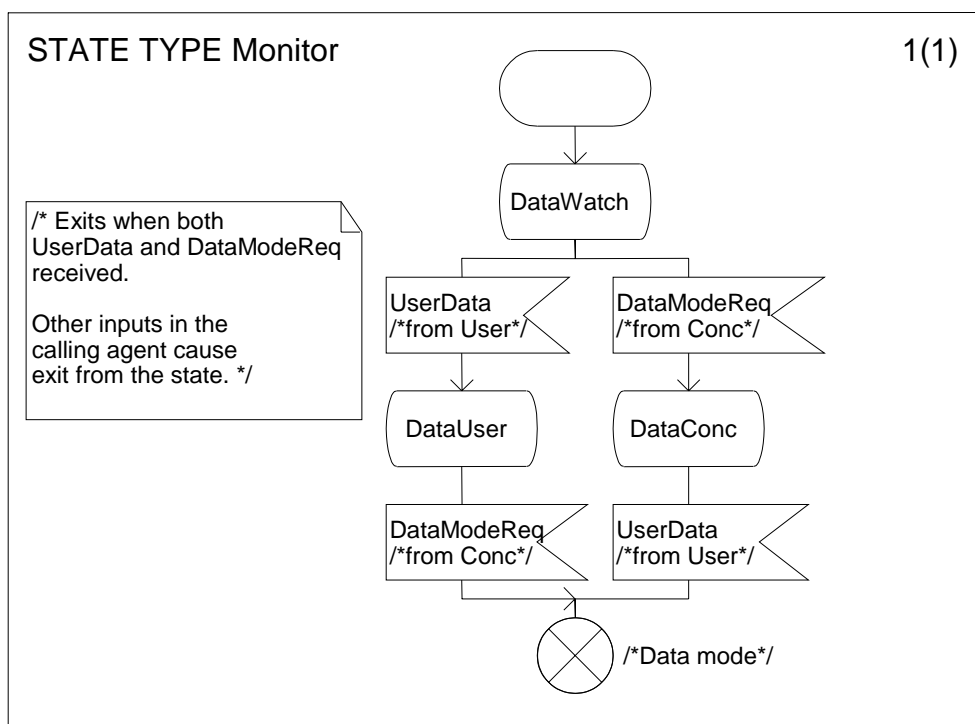 STATE TYPE Monitor
1(1)
DataWatch
/* Exits when both
UserData and DataModeReq
received.
Other inputs in the
calling agent cause
exit from the state. */
UserData
/*from User*/
DataModeReq
/*from Conc*/
DataUser
DataConc
DataModeReq
/*from Conc*/
UserData
/*from User*/
/*Data mode*/